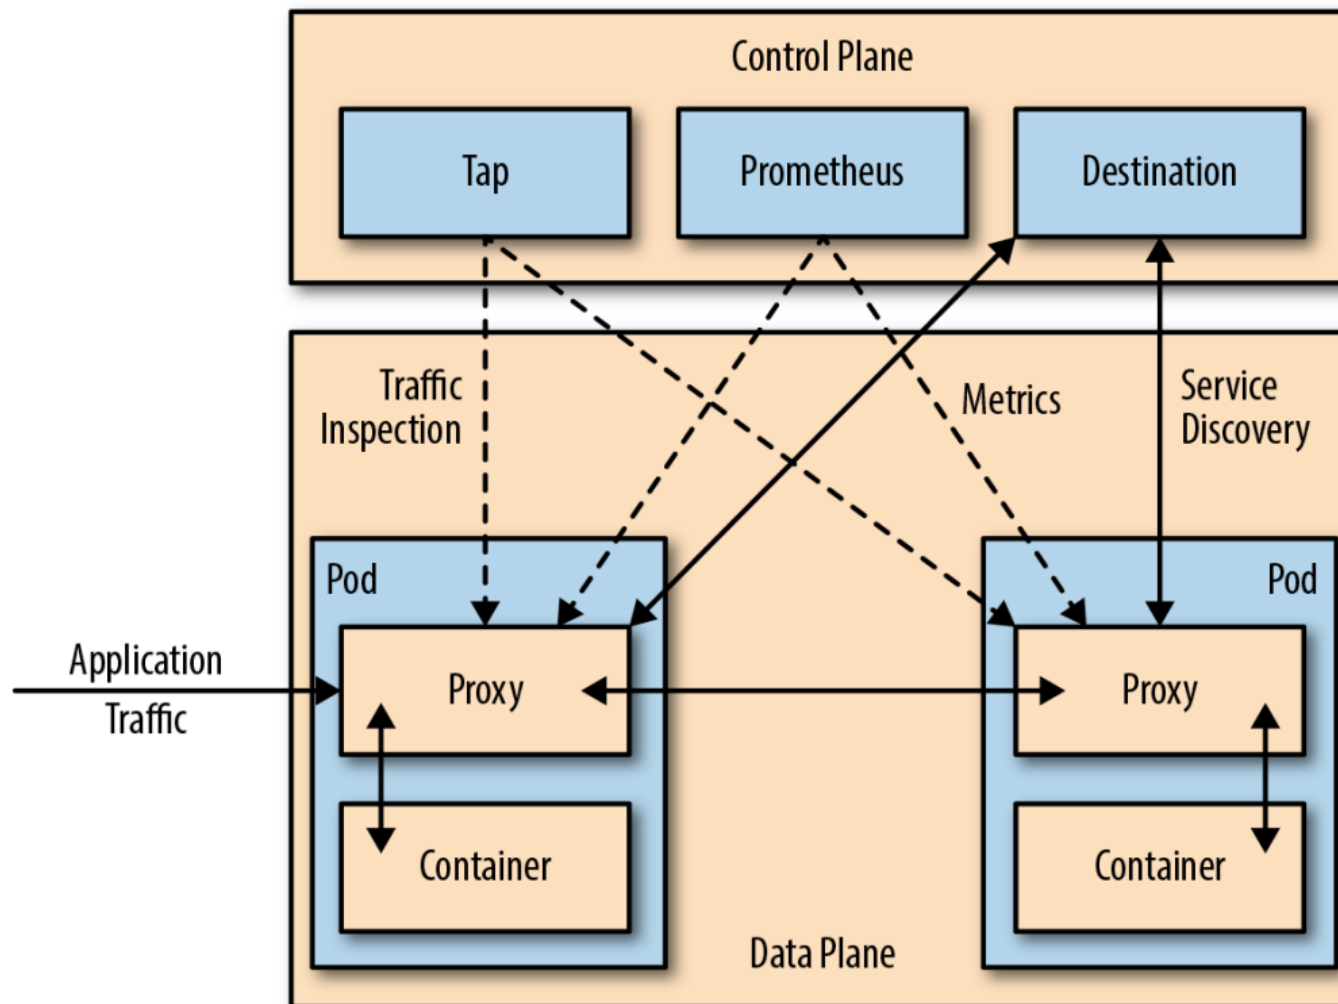 Control Plane
Tap
Prometheus
Destination
Traffic
Inspection
Metrics
Service
Discovery
Pod
Pod
Application
Traffic
Proxy
Proxy
Container
Container
Data Plane